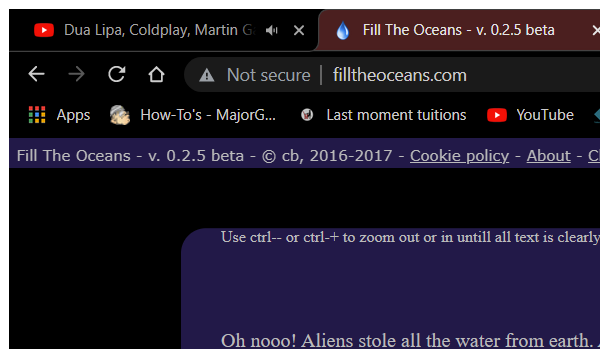 Dua Lipa, Coldplay, Martin G
Fill The Oceans - v. 0.2.5 beta
Not secure | filltheoceans.com
Apps How-To's - MajorG... Last moment tuitions YouTube
Fill The Oceans - v. 0.2.5 beta - © cb, 2016-2017 - Cookie policy - About - C
Use ctrl-- or ctrl-+ to zoom out or in untill all text is clearly
Oh nooo! Aliens stole all the water from earth.